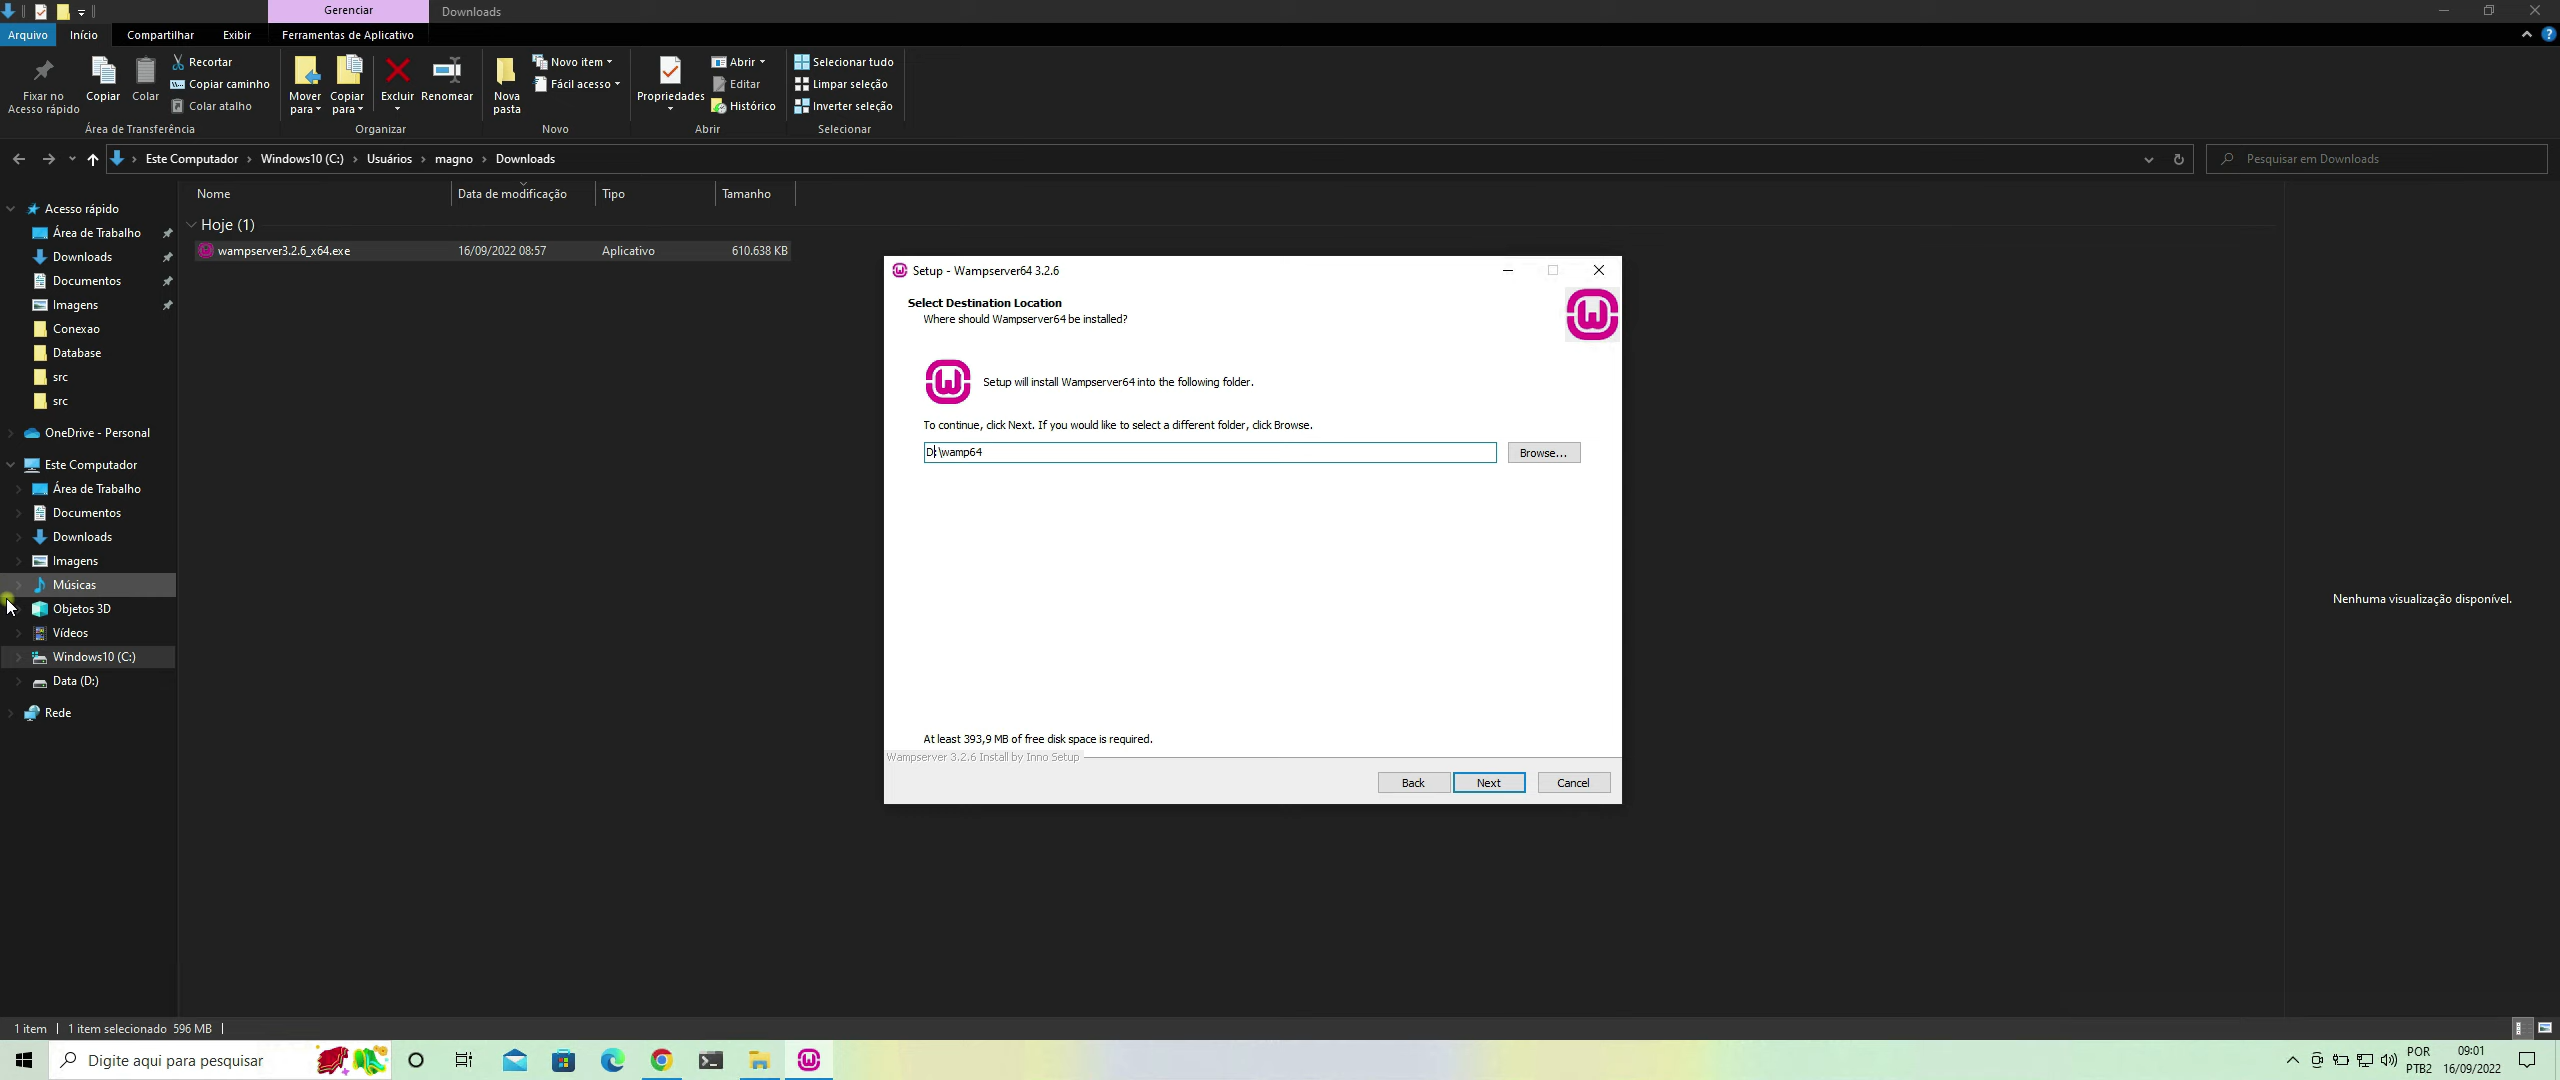 Gerenciar
Downloads
Arquivo
Início
Compartilhar
Exibir
Ferramentas de Aplicativo
Fixar no
Acesso rápido
Copiar
Colar
Recortar
Copiar caminho
Colar atalho
Área de Transferência
Mover
para
Copiar
para
Excluir
Renomear
Organizar
Nova
pasta
Novo item
Fácil acesso
Novo
Propriedades
Abrir
Editar
Histórico
Abrir
Selecionar tudo
Limpar seleção
Inverter seleção
Selecionar
Este Computador > Windows10 (C:) > Usuários > magno > Downloads
Pesquisar em Downloads
Nome
Data de modificação
Tipo
Tamanho
Hoje (1)
wampserver3.2.6_x64.exe
16/09/2022 08:57
Aplicativo
610.638 KB
Acesso rápido
Área de Trabalho
Downloads
Documentos
Imagens
Conexao
Database
src
src
OneDrive - Personal
Este Computador
Área de Trabalho
Documentos
Downloads
Imagens
Músicas
Objetos 3D
Vídeos
Windows10 (C:)
Data (D:)
Rede
Setup - Wampserver64 3.2.6
Select Destination Location
Where should Wampserver64 be installed?
Setup will install Wampserver64 into the following folder.
To continue, click Next. If you would like to select a different folder, click Browse.
D:\wamp64
Browse...
At least 393,9 MB of free disk space is required.
Wampserver 3.2.6 Install by Inno Setup
Back
Next
Cancel
Nenhuma visualização disponível.
1 item
1 item selecionado 596 MB
Digite aqui para pesquisar
POR
PTB2
09:01
16/09/2022